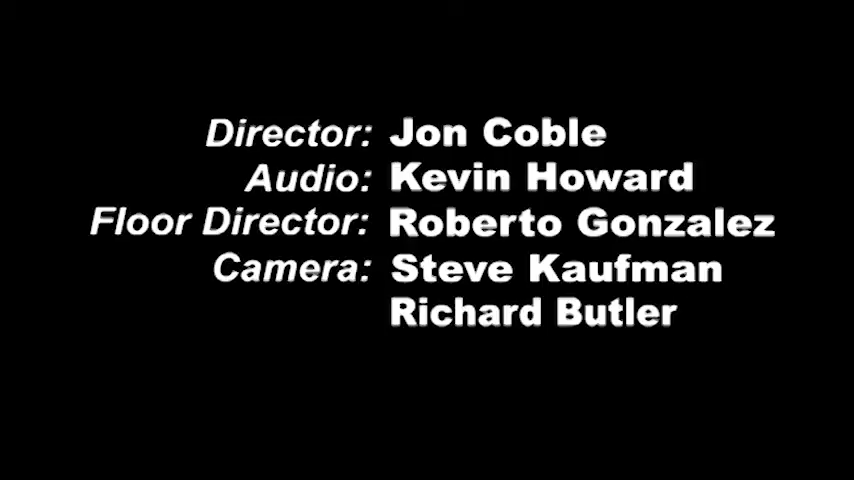 Director: Jon Coble
Audio: Kevin Howard
Floor Director: Roberto Gonzalez
Camera: Steve Kaufman
Richard Butler